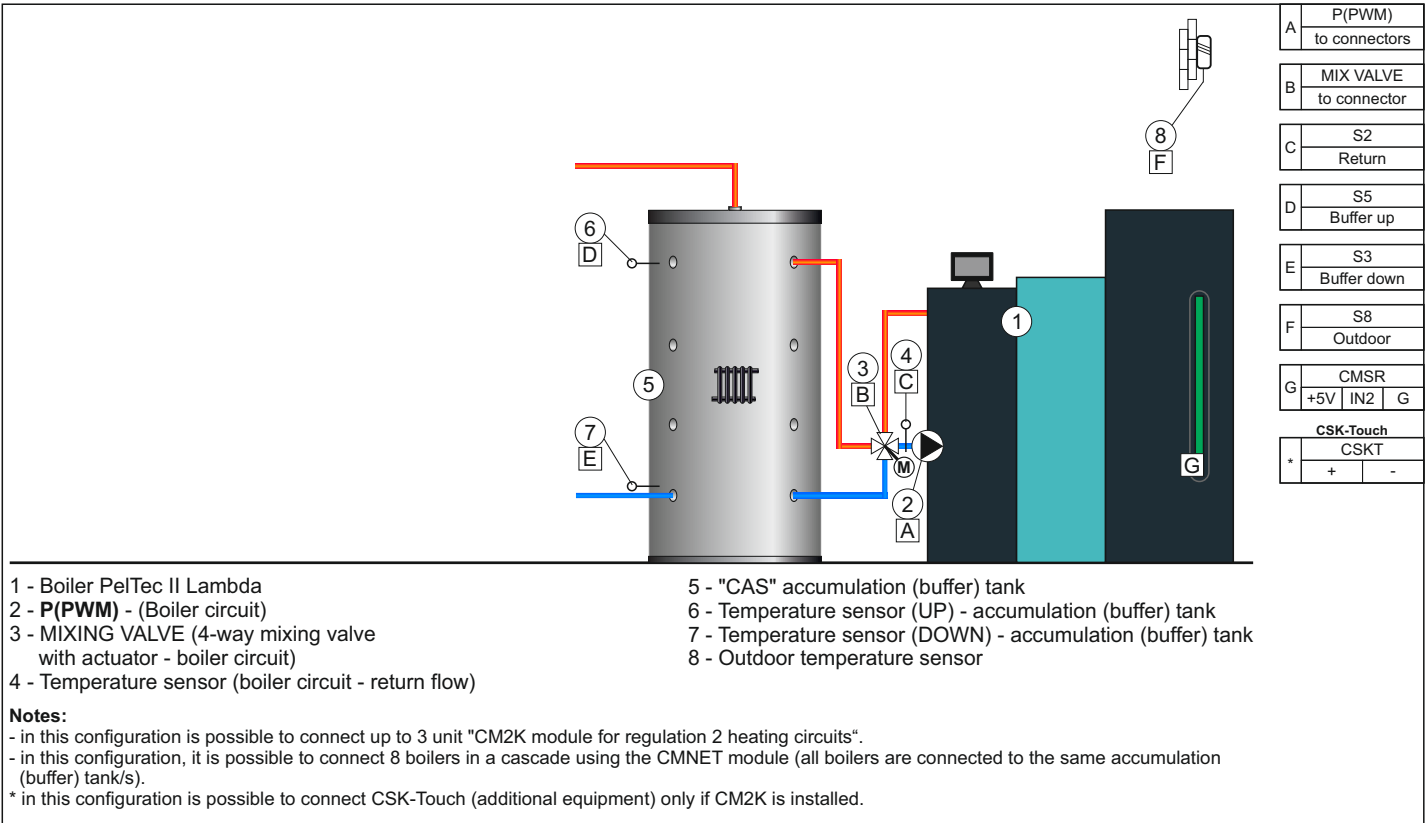 8
F
6
D
5
7
E
3
B
4
C
M
2
A
1
G
A P(PWM)
to connectors
B MIX VALVE
to connector
C S2
Return
D S5
Buffer up
E S3
Buffer down
F S8
Outdoor
G CMSR
+5V IN2 G
CSK-Touch
* CSKT
+ -
1 - Boiler PelTec II Lambda
2 - P(PWM) - (Boiler circuit)
3 - MIXING VALVE (4-way mixing valve
with actuator - boiler circuit)
4 - Temperature sensor (boiler circuit - return flow)
5 - "CAS" accumulation (buffer) tank
6 - Temperature sensor (UP) - accumulation (buffer) tank
7 - Temperature sensor (DOWN) - accumulation (buffer) tank
8 - Outdoor temperature sensor
Notes:
- in this configuration is possible to connect up to 3 unit "CM2K module for regulation 2 heating circuits“.
- in this configuration, it is possible to connect 8 boilers in a cascade using the CMNET module (all boilers are connected to the same accumulation
(buffer) tank/s).
* in this configuration is possible to connect CSK-Touch (additional equipment) only if CM2K is installed.